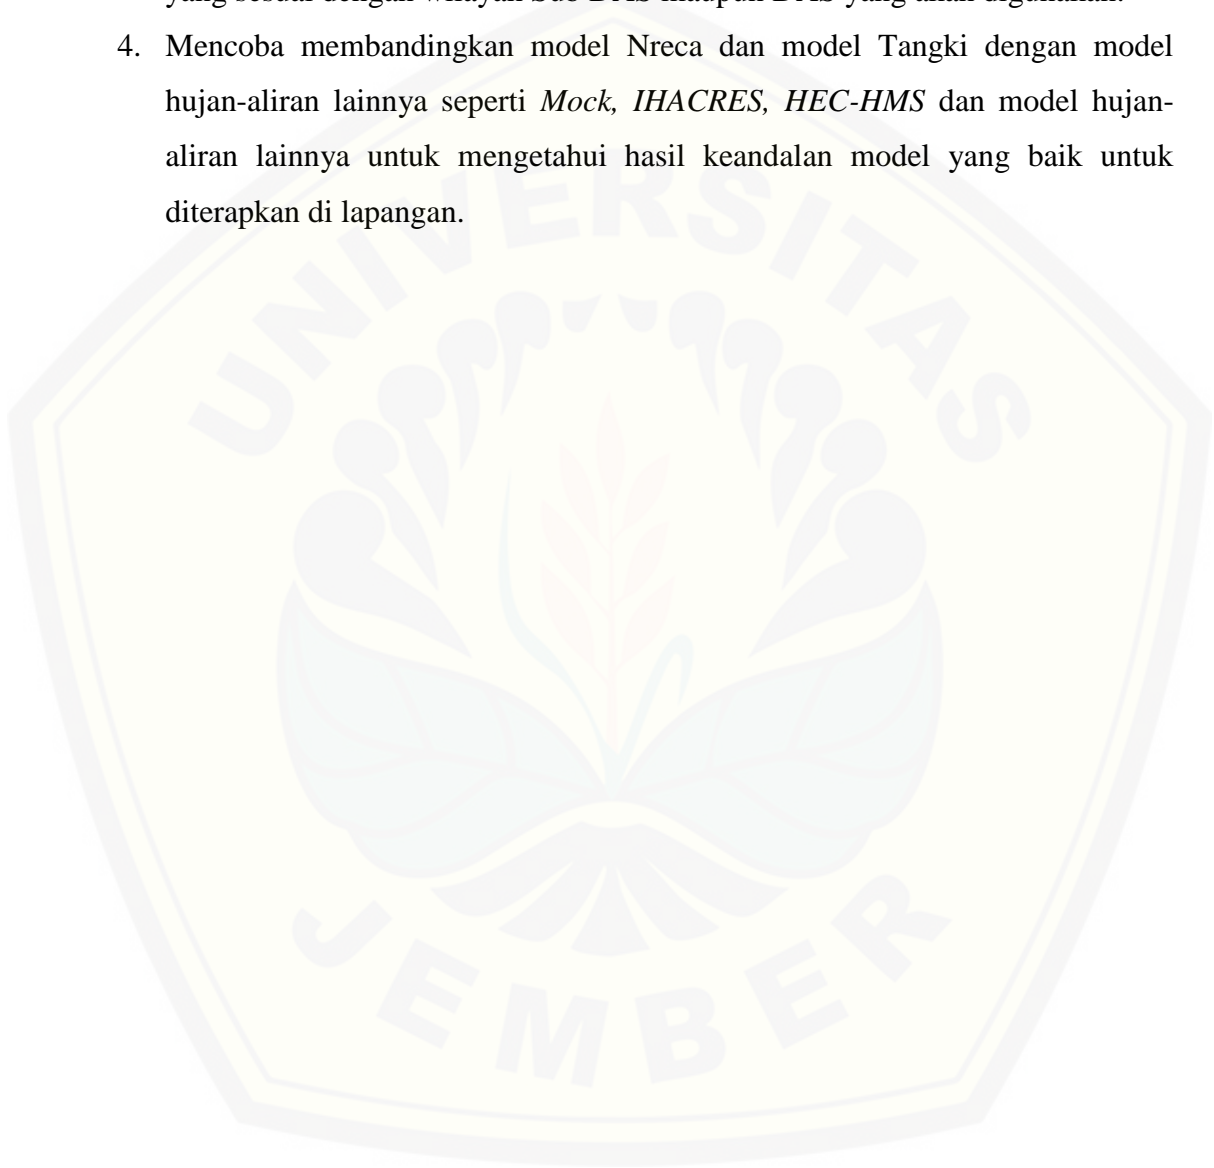 yang sesuai dengan wilayah Sub DAS maupun DAS yang akan digunakan.
4. Mencoba membandingkan model Nreca dan model Tangki dengan model
hujan-aliran lainnya seperti Mock, IHACRES, HEC-HMS dan model hujan-
aliran lainnya untuk mengetahui hasil keandalan model yang baik untuk
diterapkan di lapangan.
UNIVERSITAS
JEMBER